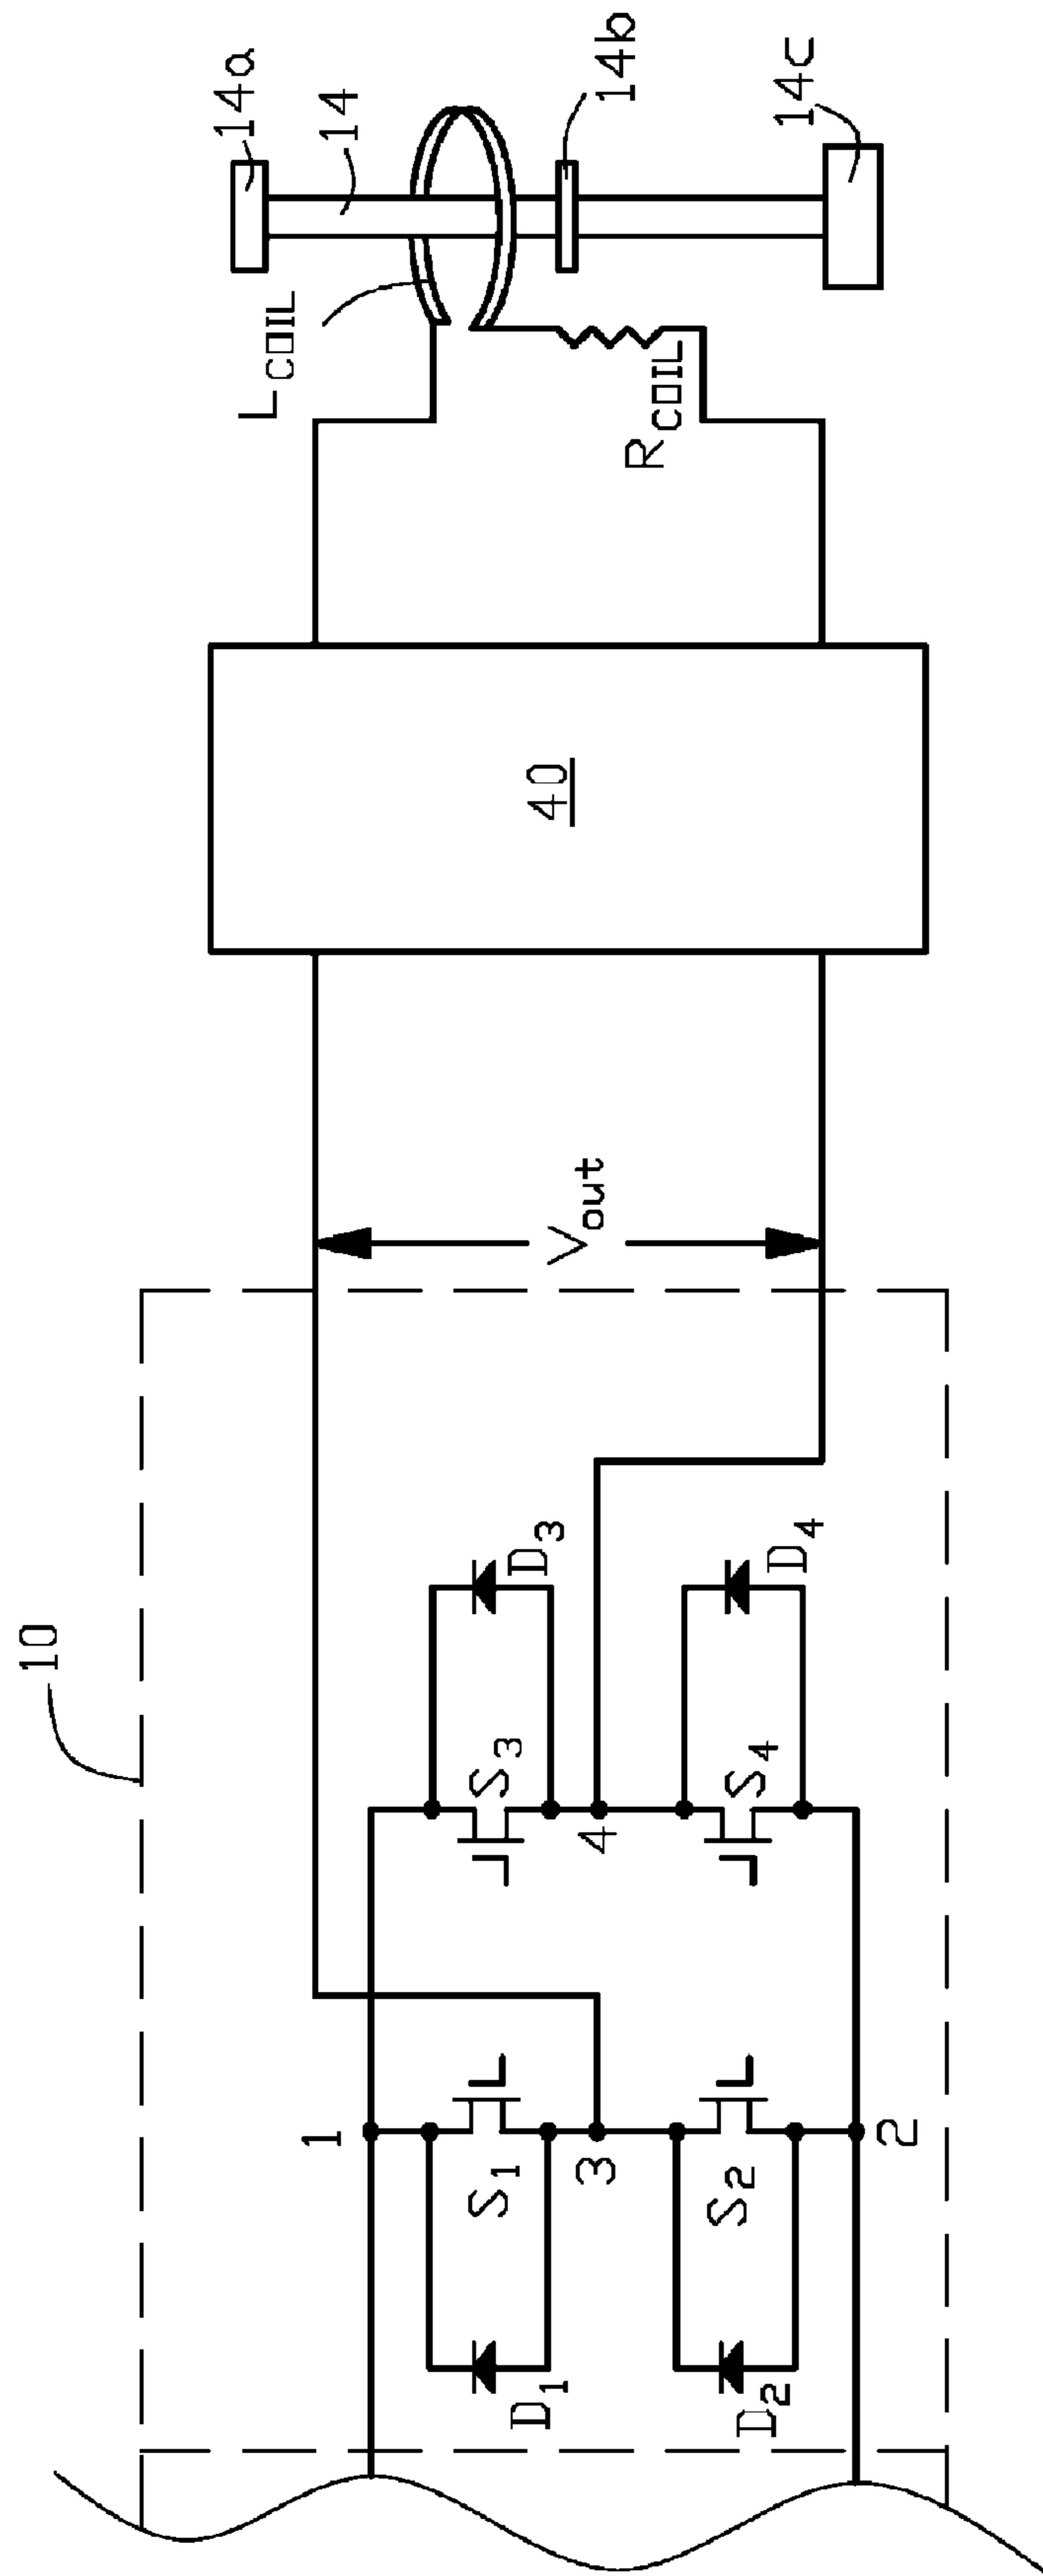 10
1
S₁
D₁
3
S₂
D₂
2
S₃
D₃
4
S₄
D₄
Vout
40
LCOIL
RCOIL
14a
14
14b
14c